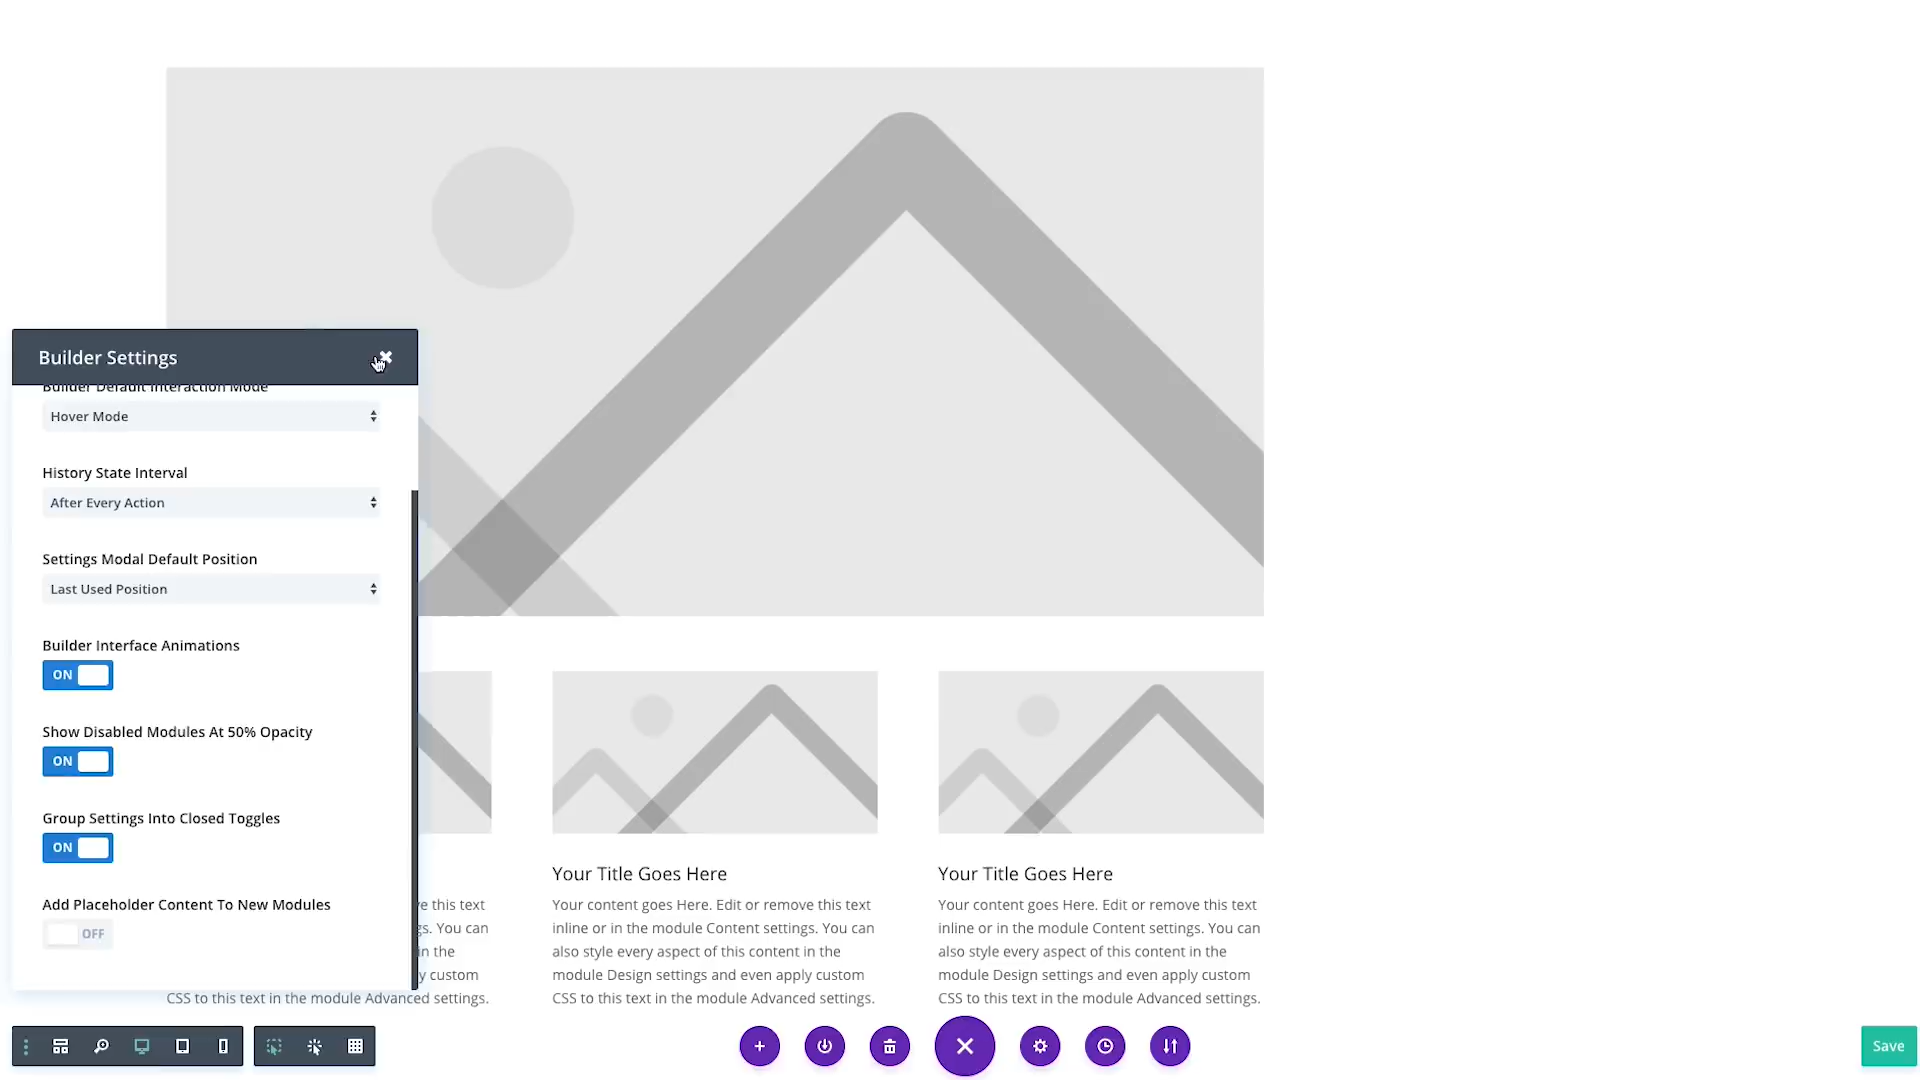 Builder Settings
Builder Default Interaction Mode
Hover Mode
History State Interval
After Every Action
Settings Modal Default Position
Last Used Position
Builder Interface Animations
ON
Show Disabled Modules At 50% Opacity
ON
Group Settings Into Closed Toggles
ON
Add Placeholder Content To New Modules
OFF
e this text
gs. You can
in the
y custom
CSS to this text in the module Advanced settings.
Your Title Goes Here
Your content goes Here. Edit or remove this text
inline or in the module Content settings. You can
also style every aspect of this content in the
module Design settings and even apply custom
CSS to this text in the module Advanced settings.
Your Title Goes Here
Your content goes Here. Edit or remove this text
inline or in the module Content settings. You can
also style every aspect of this content in the
module Design settings and even apply custom
CSS to this text in the module Advanced settings.
Save